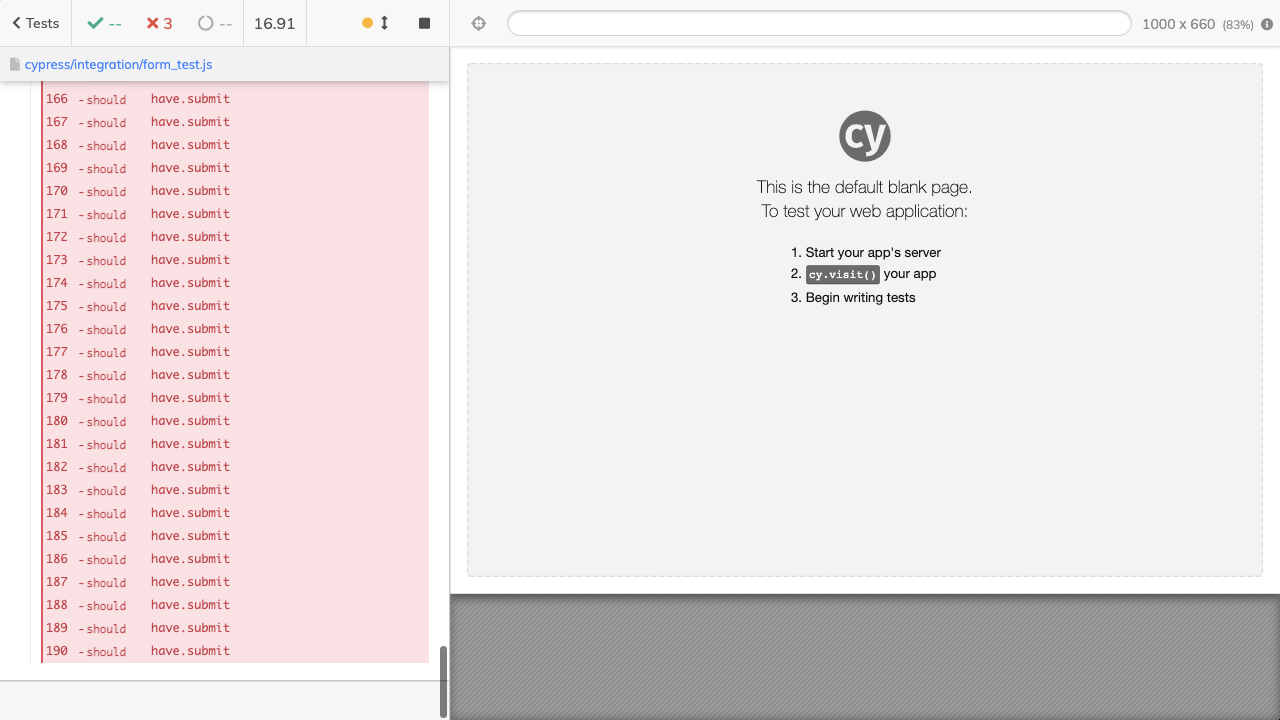 Tests
--
3
--
16.91
1000 x 660 (83%)
cypress/integration/form_test.js
166 - should have.submit
167 - should have.submit
168 - should have.submit
169 - should have.submit
170 - should have.submit
171 - should have.submit
172 - should have.submit
173 - should have.submit
174 - should have.submit
175 - should have.submit
176 - should have.submit
177 - should have.submit
178 - should have.submit
179 - should have.submit
180 - should have.submit
181 - should have.submit
182 - should have.submit
183 - should have.submit
184 - should have.submit
185 - should have.submit
186 - should have.submit
187 - should have.submit
188 - should have.submit
189 - should have.submit
190 - should have.submit
cy
This is the default blank page.
To test your web application:
1. Start your app's server
2. cy.visit() your app
3. Begin writing tests